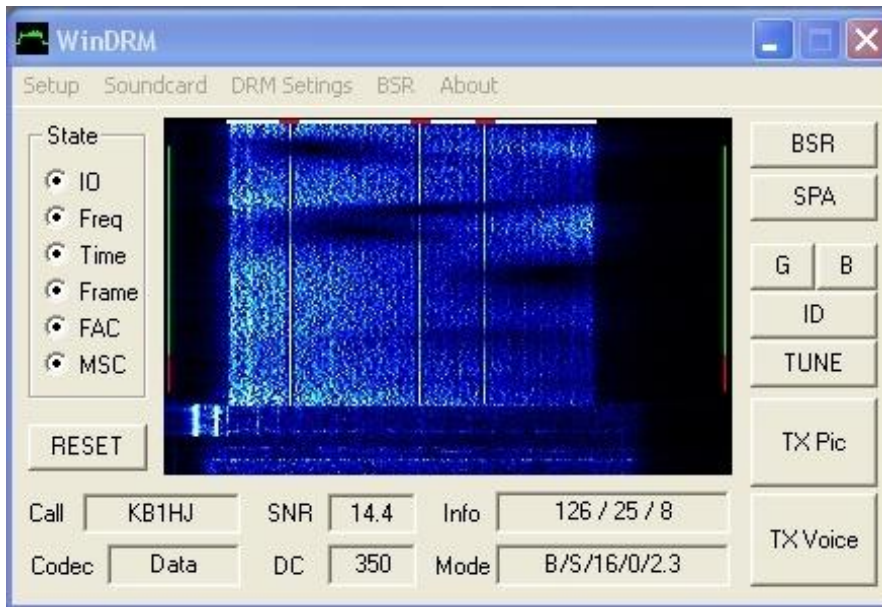 WinDRM
Setup Soundcard DRM Setings BSR About
State
IO
Freq
Time
Frame
FAC
MSC
RESET
BSR
SPA
G B
ID
TUNE
TX Pic
TX Voice
Call KB1HJ SNR 14.4 Info 126 / 25 / 8
Codec Data DC 350 Mode B/S/16/0/2.3